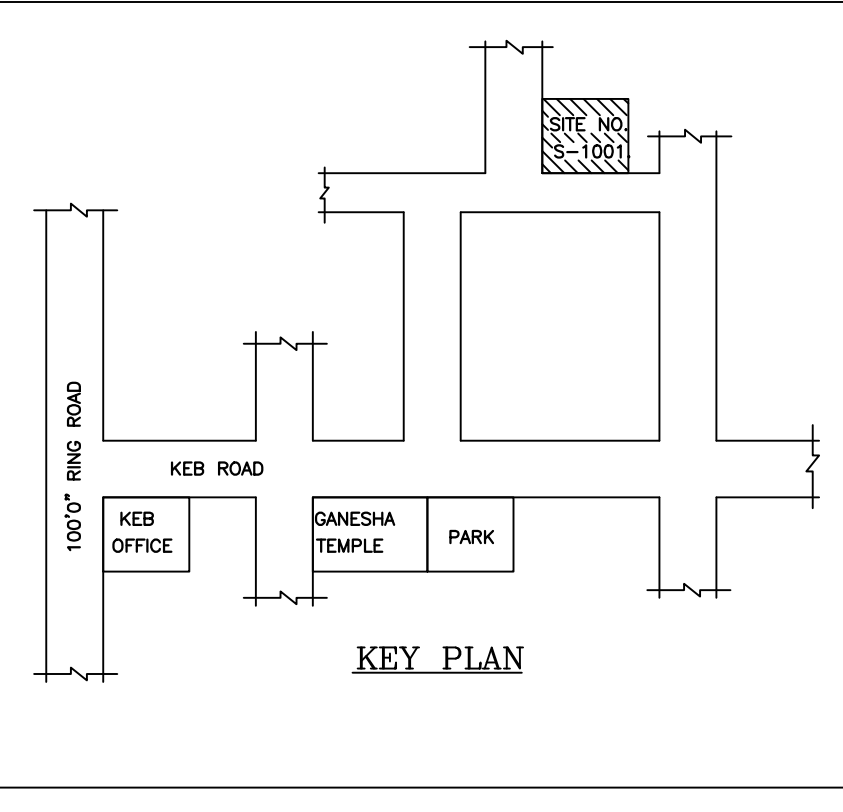 SITE NO.
S-1001.
100'0" RING ROAD
KEB ROAD
KEB
OFFICE
GANESHA
TEMPLE
PARK
KEY PLAN